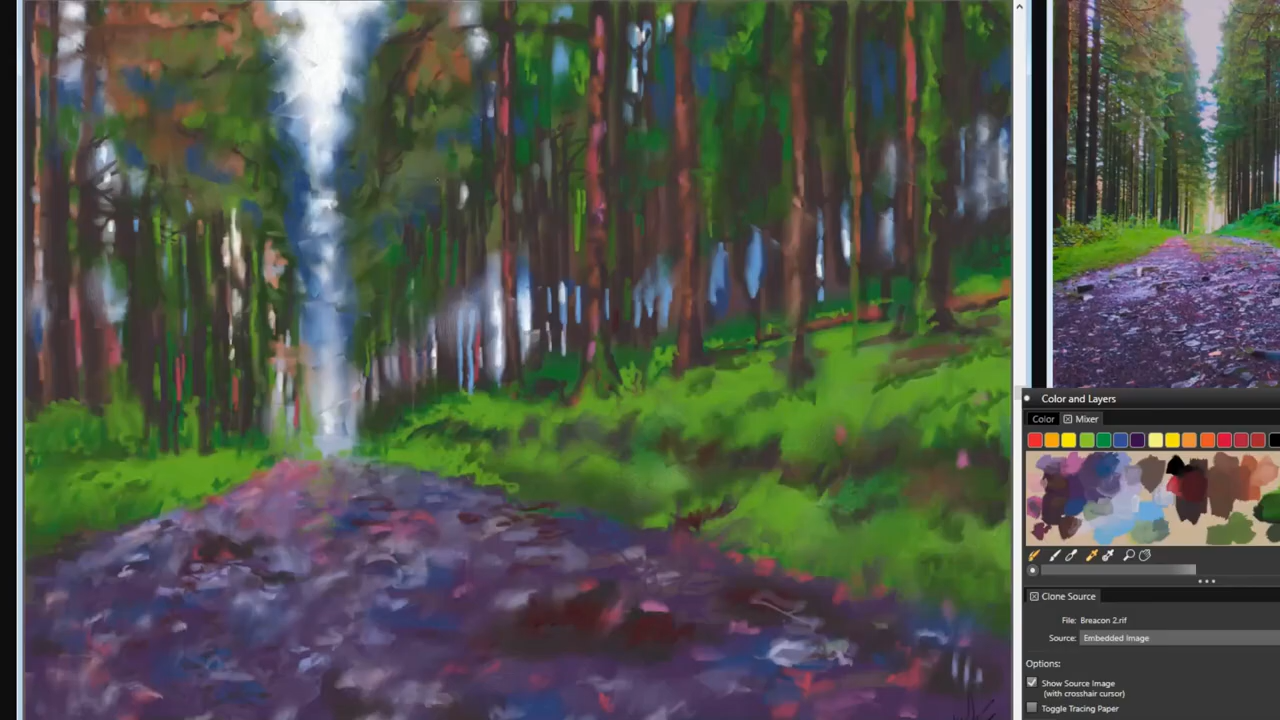 Color and Layers
Color Mixer
Clone Source
File: Breacon 2.rif
Source: Embedded Image
Options:
Show Source Image
(with crosshair cursor)
Toggle Tracing Paper